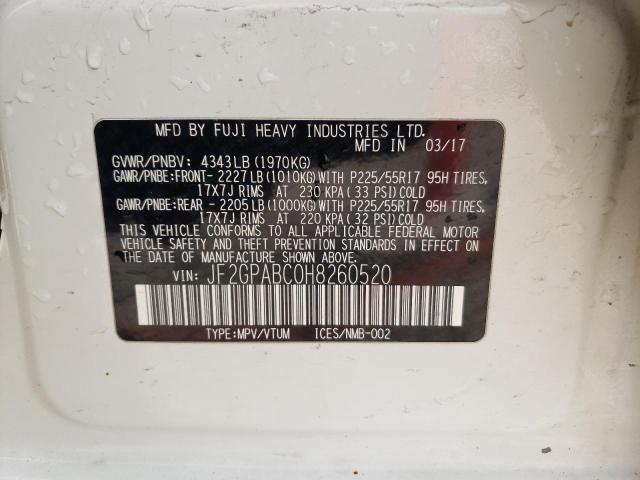 MFD BY FUJI HEAVY INDUSTRIES LTD.
MFD IN 03/17
GVWR/PNBV: 4343LB (1970KG)
GAWR/PNBE:FRONT- 2227LB(1010KG)WITH P225/55R17 95H TIRES,
17X7J RIMS AT 230 KPA(33 PSI)COLD
GAWR/PNBE:REAR - 2205LB(1000KG)WITH P225/55R17 95H TIRES,
17X7J RIMS AT 220 KPA(32 PSI)COLD
THIS VEHICLE CONFORMS TO ALL APPLICABLE FEDERAL MOTOR
VEHICLE SAFETY AND THEFT PREVENTION STANDARDS IN EFFECT ON
THE DATE OF MANUFACTURE SHOWN ABOVE.
VIN: JF2GPABC0H8260520
TYPE:MPV/VTUM ICES/NMB-002